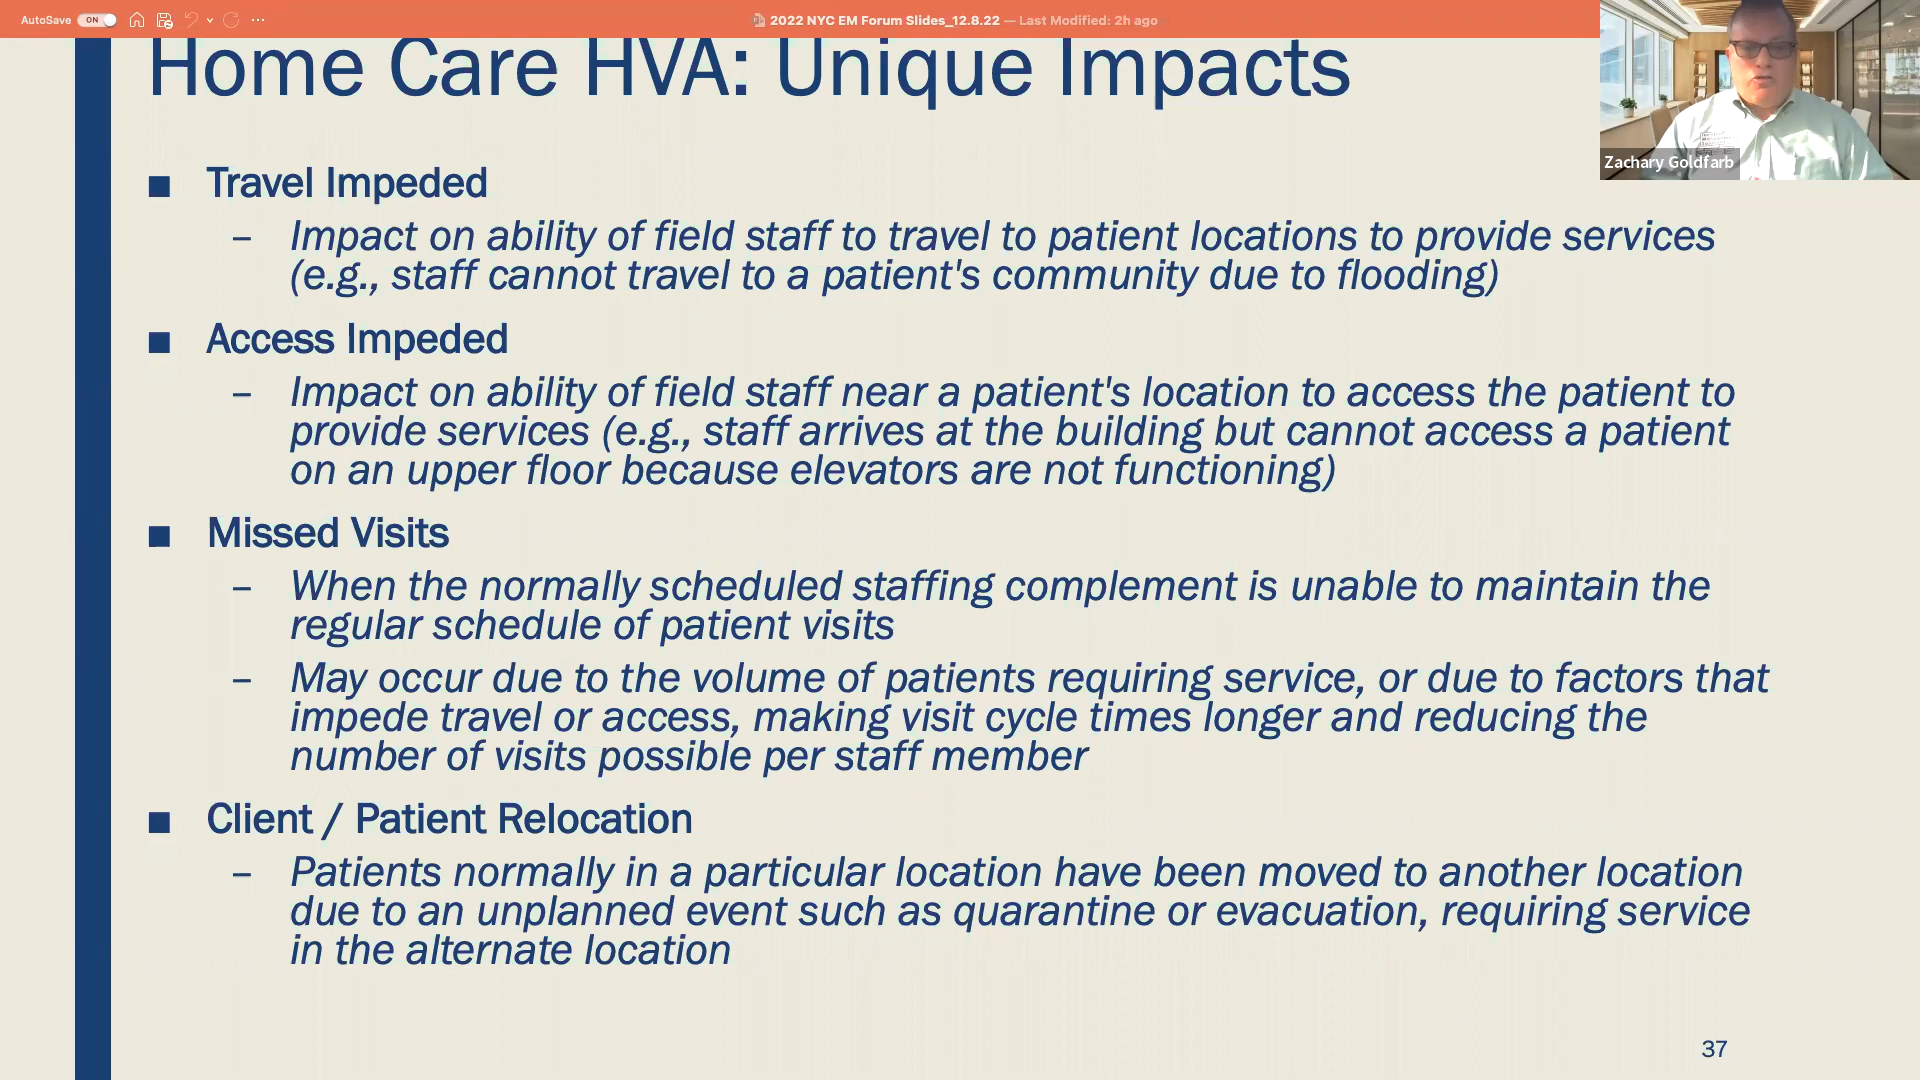 AutoSave ON
2022 NYC EM Forum Slides_12.8.22 — Last Modified: 2h ago
Home Care HVA: Unique Impacts
Zachary Goldfarb
■ Travel Impeded
– Impact on ability of field staff to travel to patient locations to provide services
(e.g., staff cannot travel to a patient's community due to flooding)
■ Access Impeded
– Impact on ability of field staff near a patient's location to access the patient to
provide services (e.g., staff arrives at the building but cannot access a patient
on an upper floor because elevators are not functioning)
■ Missed Visits
– When the normally scheduled staffing complement is unable to maintain the
regular schedule of patient visits
– May occur due to the volume of patients requiring service, or due to factors that
impede travel or access, making visit cycle times longer and reducing the
number of visits possible per staff member
■ Client / Patient Relocation
– Patients normally in a particular location have been moved to another location
due to an unplanned event such as quarantine or evacuation, requiring service
in the alternate location
37